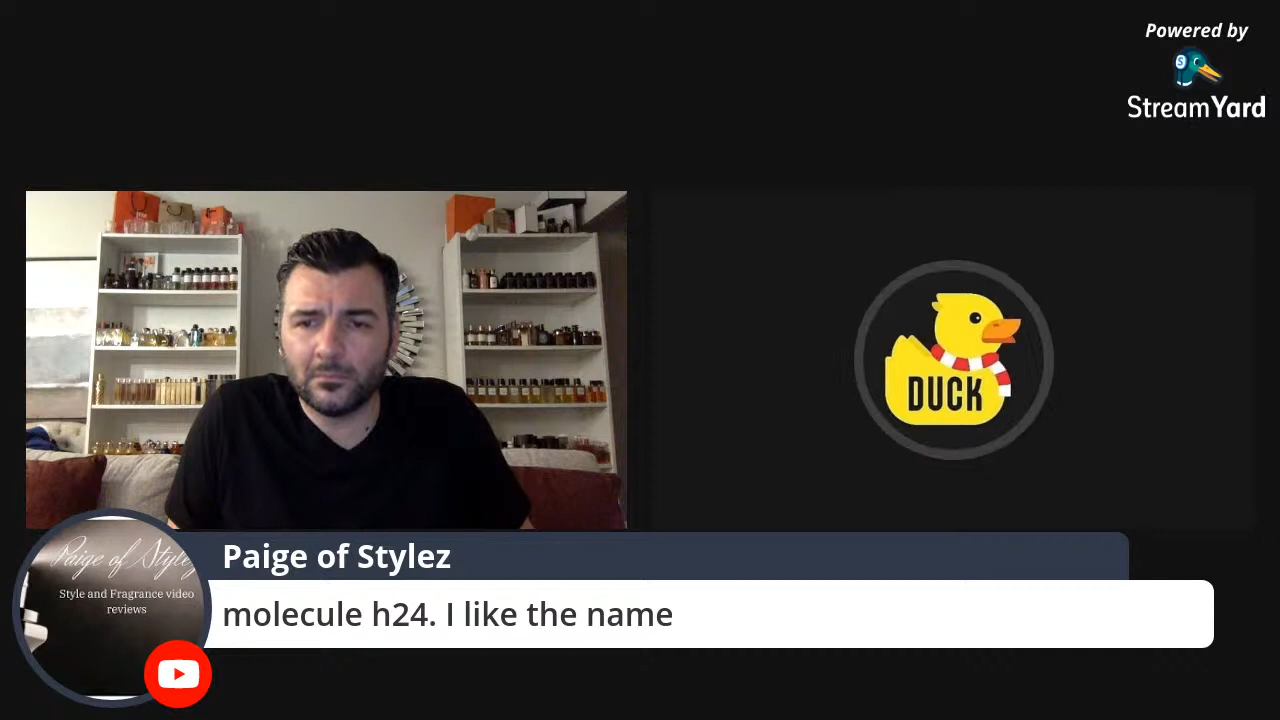 Powered by
StreamYard
DUCK
Paige of Stylez
Paige of Style
Style and Fragrance video
reviews
molecule h24. I like the name